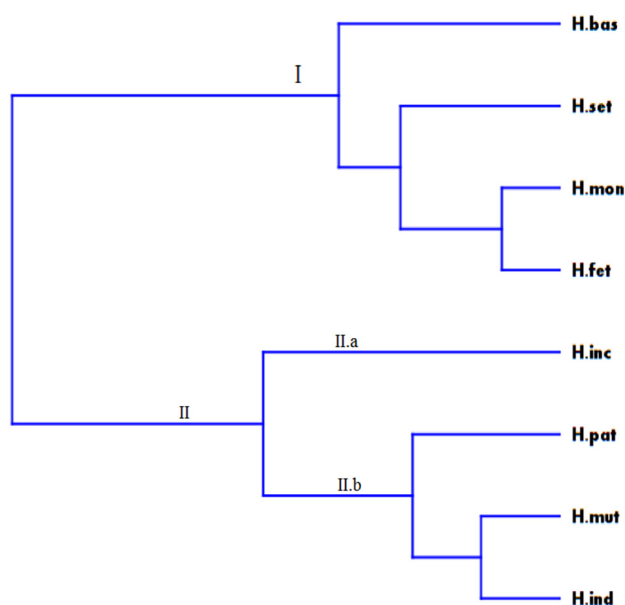 H.bas
I
H.set
H.mon
H.fet
II.a
H.inc
II
H.pat
II.b
H.mut
H.ind